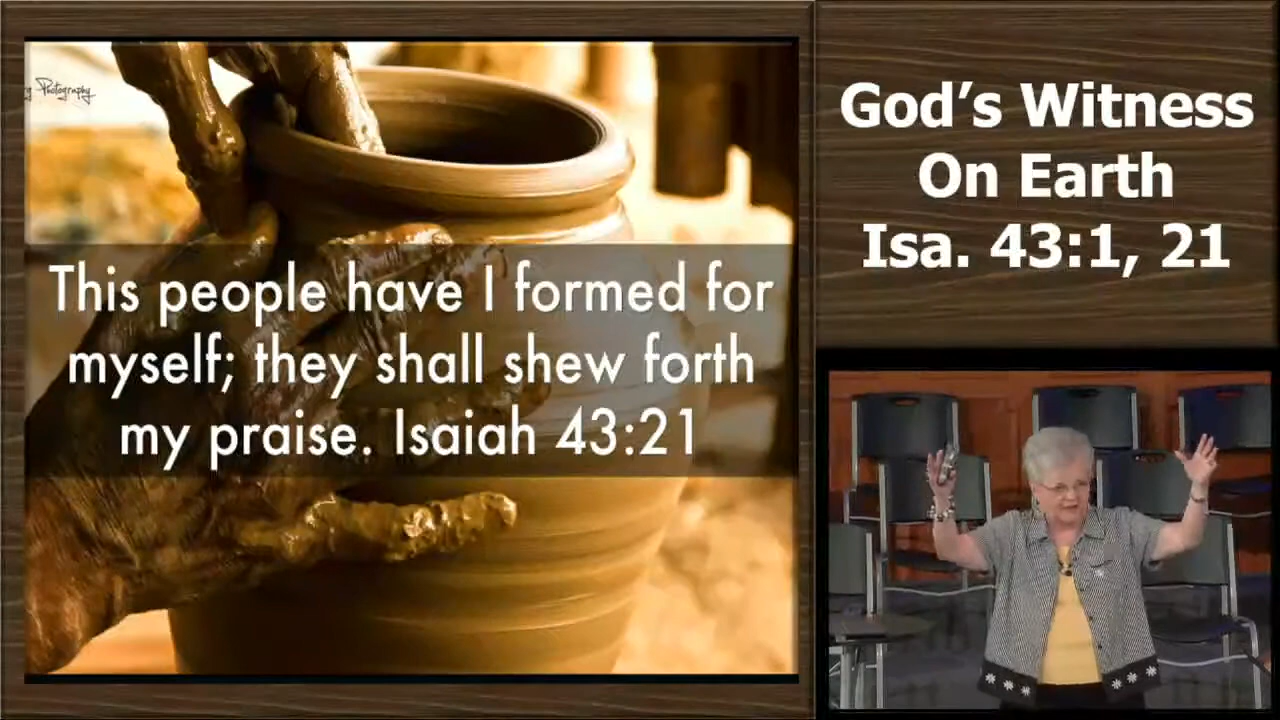 Photography
This people have I formed for
myself; they shall shew forth
my praise. Isaiah 43:21
God's Witness
On Earth
Isa. 43:1, 21